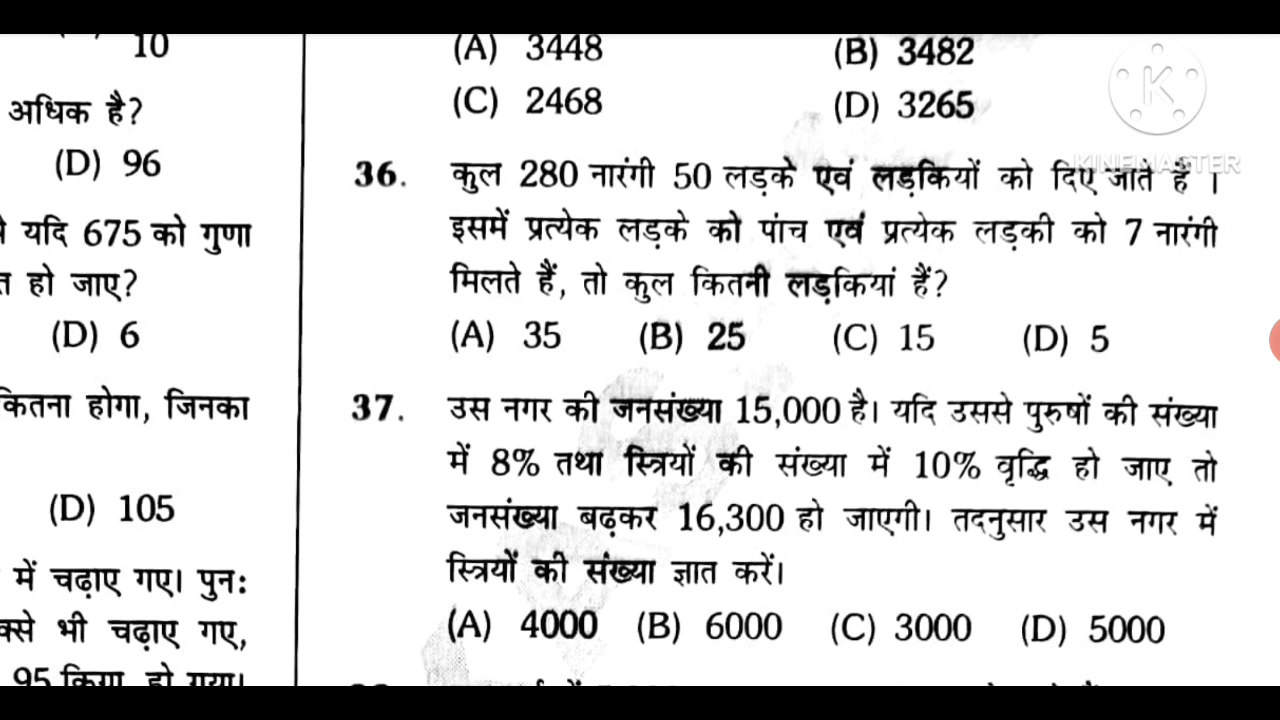 10
अधिक है?
(D) 96
यदि 675 को गुणा
हो जाए?
(D) 6
कितना होगा, जिनका
(D) 105
में चढ़ाए गए। पुनः
भी चढ़ाए गए,
95 किग्रा हो गया।
(A) 3448 (B) 3482
(C) 2468 (D) 3265
36. कुल 280 नारंगी 50 लड़के एवं लड़कियों को दिए जाते हैं ।
इसमें प्रत्येक लड़के को पांच एवं प्रत्येक लड़की को 7 नारंगी
मिलते हैं, तो कुल कितनी लड़कियां हैं?
(A) 35 (B) 25 (C) 15 (D) 5
37. उस नगर की जनसंख्या 15,000 है। यदि उससे पुरुषों की संख्या
में 8% तथा स्त्रियों की संख्या में 10% वृद्धि हो जाए तो
जनसंख्या बढ़कर 16,300 हो जाएगी। तदनुसार उस नगर में
स्त्रियों की संख्या ज्ञात करें।
(A) 4000 (B) 6000 (C) 3000 (D) 5000
K
KINEMASTER